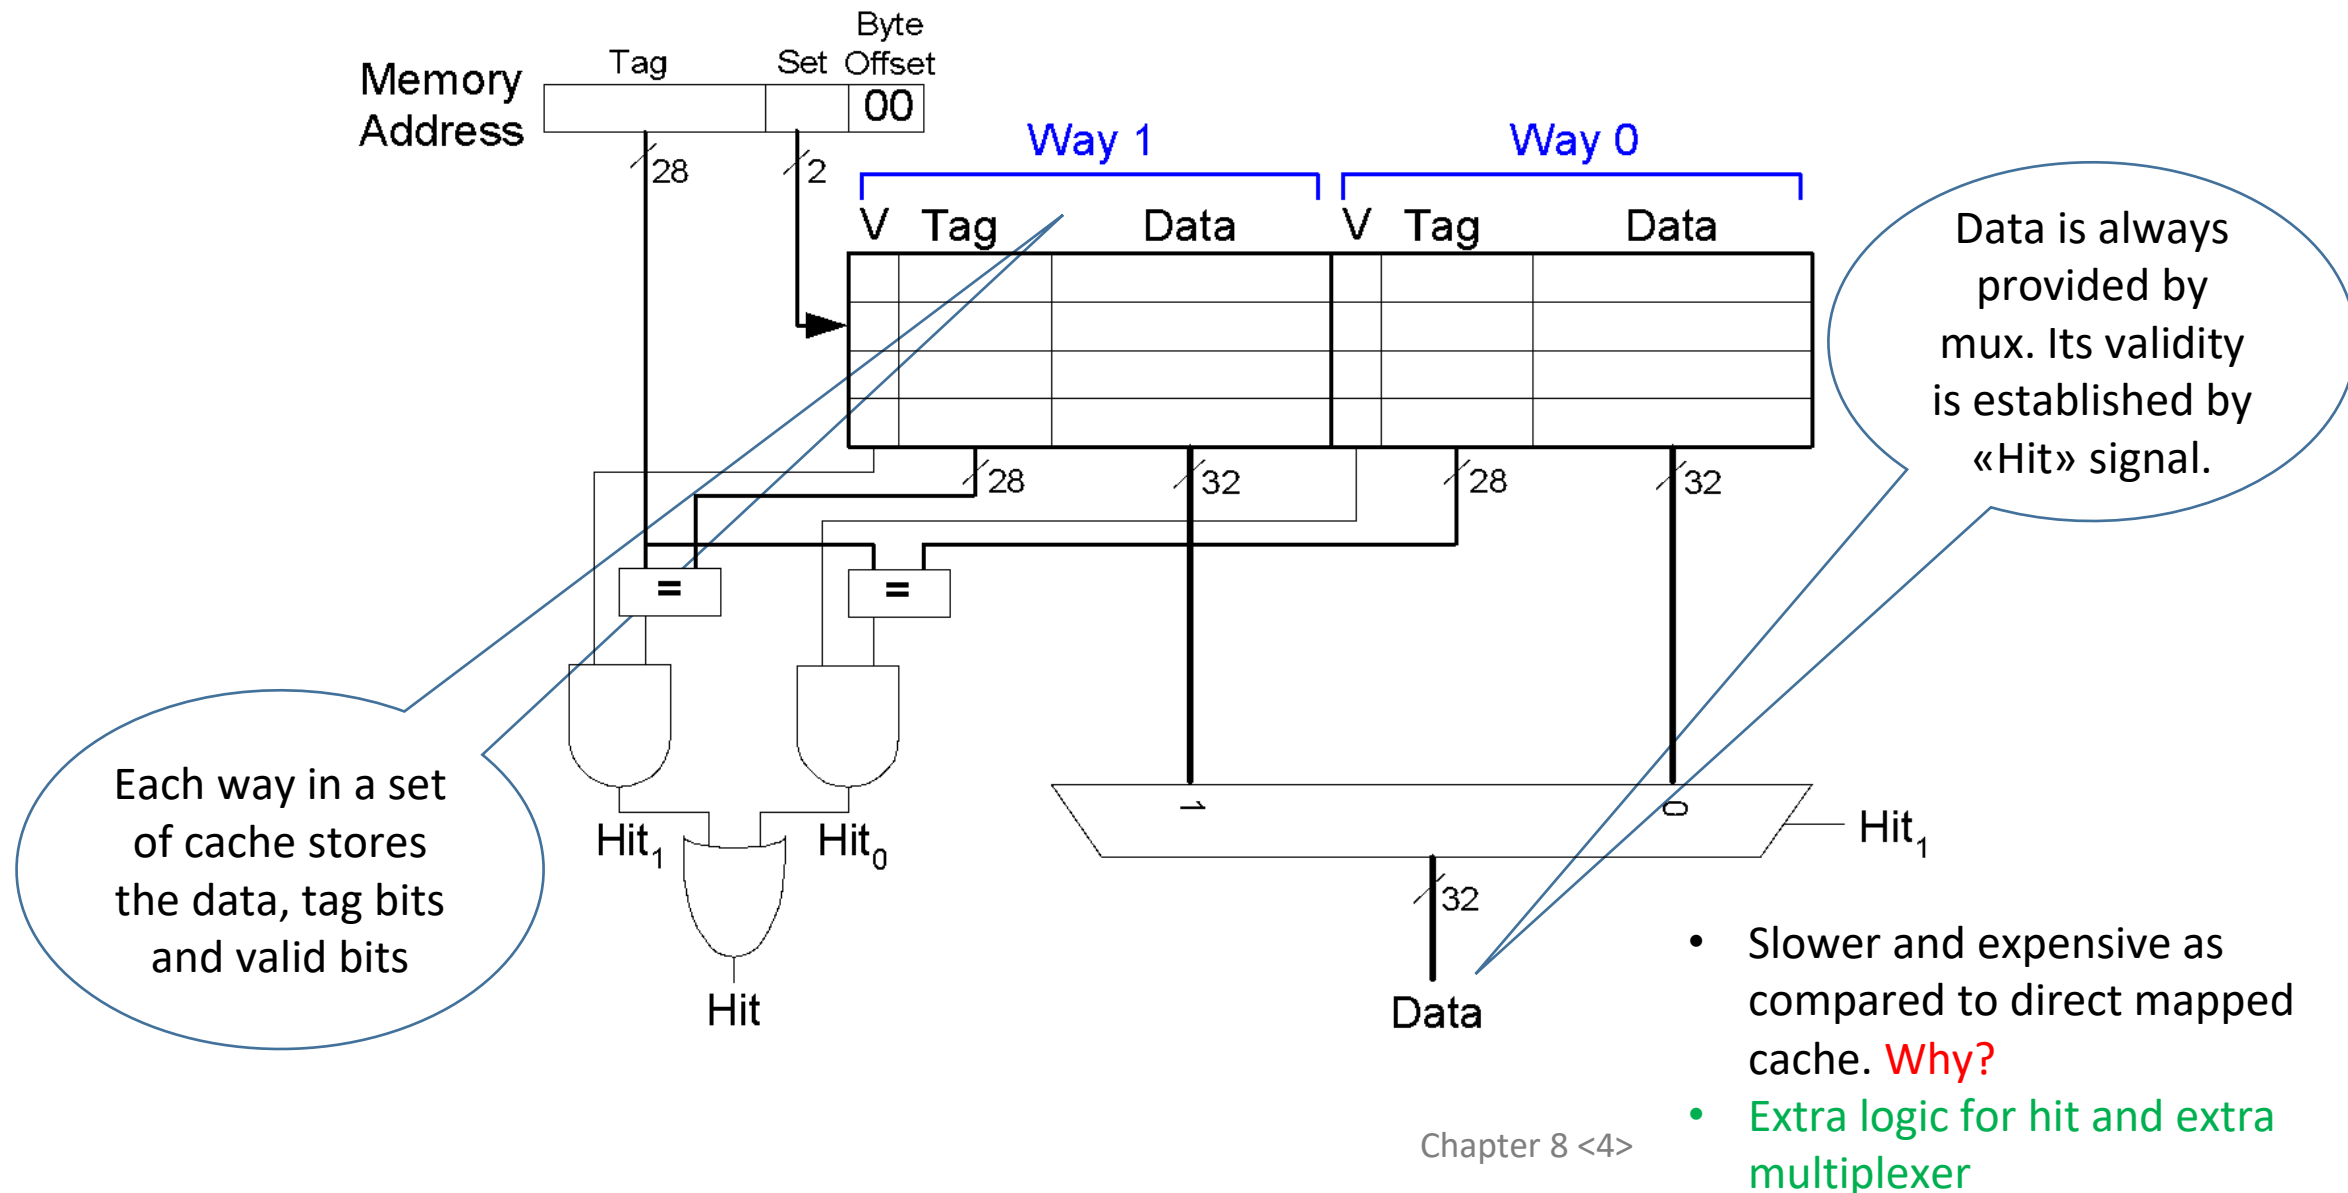 Byte
Tag Set Offset
Memory
Address
00
28
2
Way 1 Way 0
V Tag Data V Tag Data
28 32 28 32
= =
1 0
Hit1 Hit0
Hit1
32
Hit
Data
Data is always
provided by
mux. Its validity
is established by
«Hit» signal.
Each way in a set
of cache stores
the data, tag bits
and valid bits
• Slower and expensive as
compared to direct mapped
cache. Why?
• Extra logic for hit and extra
multiplexer
Chapter 8 <4>